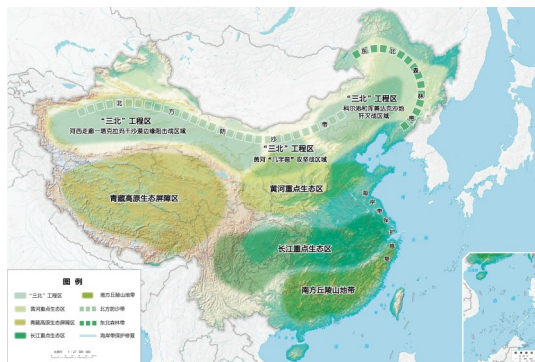 东北森林带
北方防沙带
“三北”工程区
科尔沁和浑善达克沙地
歼灭战区域
“三北”工程区
河西走廊—塔克拉玛干沙漠边缘阻击战区域
“三北”工程区
黄河“几字弯”攻坚战区域
黄河重点生态区
青藏高原生态屏障区
海岸带保护修复
长江重点生态区
南方丘陵山地带
图 例
“三北”工程区
黄河重点生态区
青藏高原生态屏障区
长江重点生态区
南方丘陵山地带
北方防沙带
东北森林带
海岸带保护修复